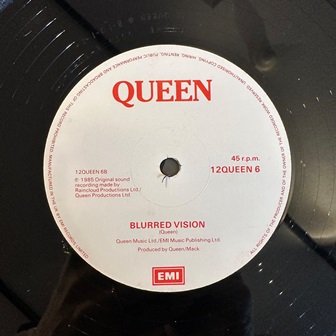 QUEEN
45 r.p.m.
12QUEEN 6
12QUEEN 6B
℗ 1985 Original sound
recording made by
Raincloud Productions Ltd./
Queen Productions Ltd.
BLURRED VISION
(Queen)
Queen Music Ltd./EMI Music Publishing Ltd.
Produced by Queen/Mack
EMI